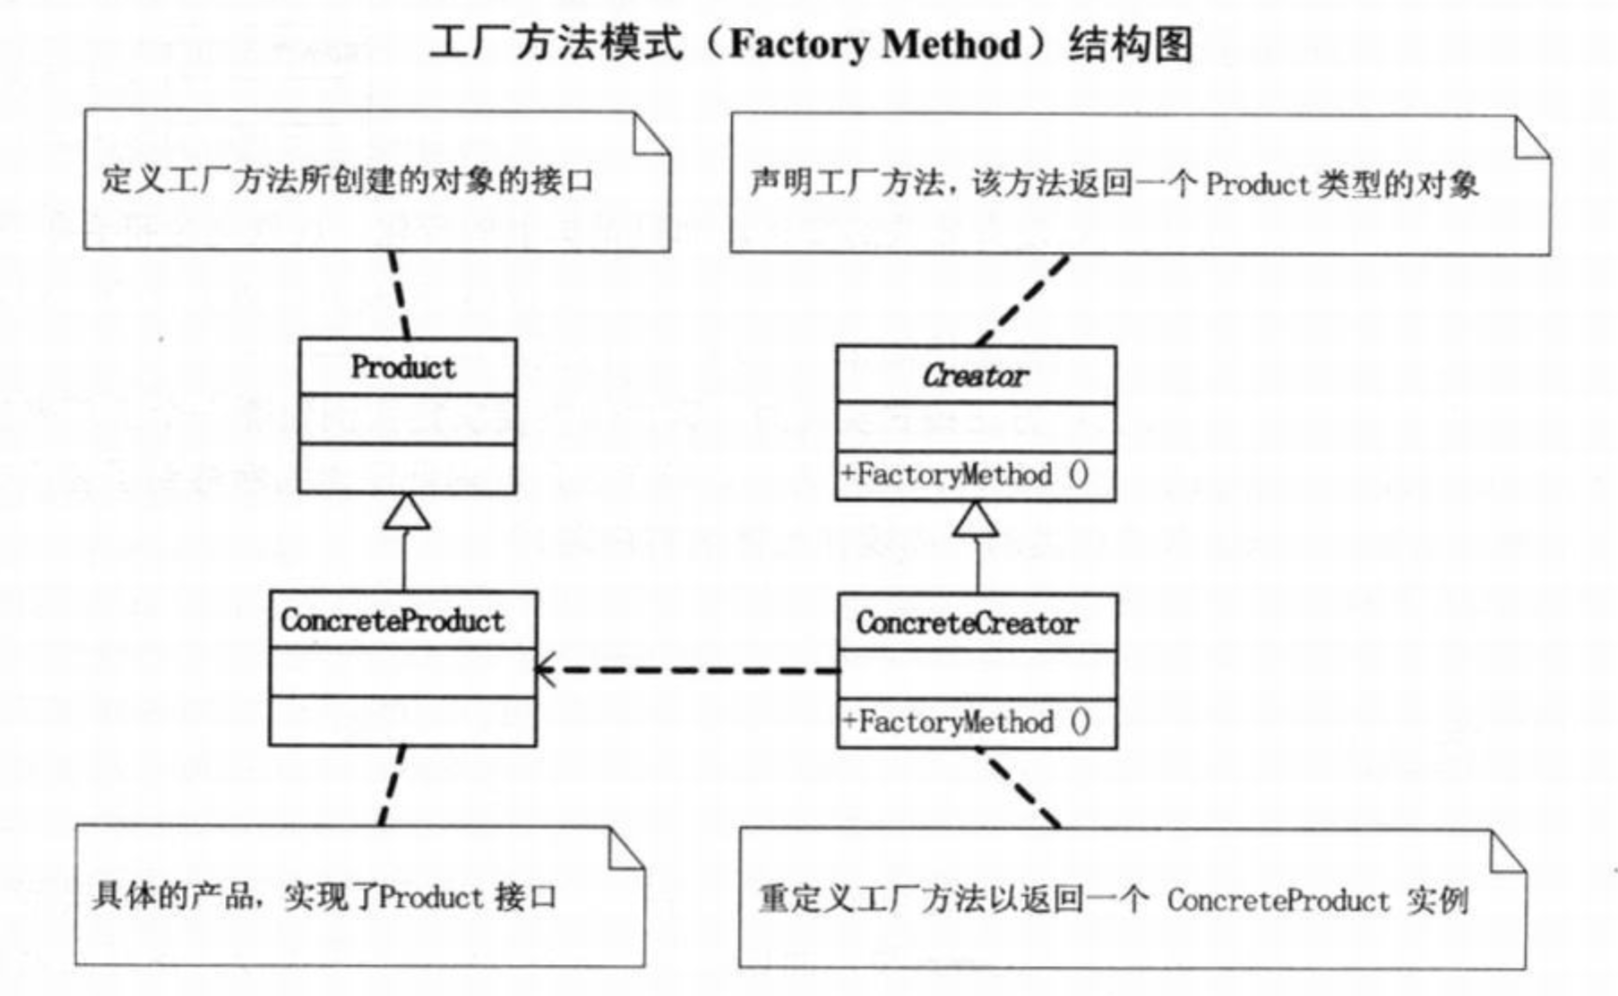 工厂方法模式（Factory Method）结构图
定义工厂方法所创建的对象的接口
声明工厂方法，该方法返回一个 Product 类型的对象
Product
Creator
+FactoryMethod ()
ConcreteProduct
ConcreteCreator
+FactoryMethod ()
具体的产品，实现了Product 接口
重定义工厂方法以返回一个 ConcreteProduct 实例